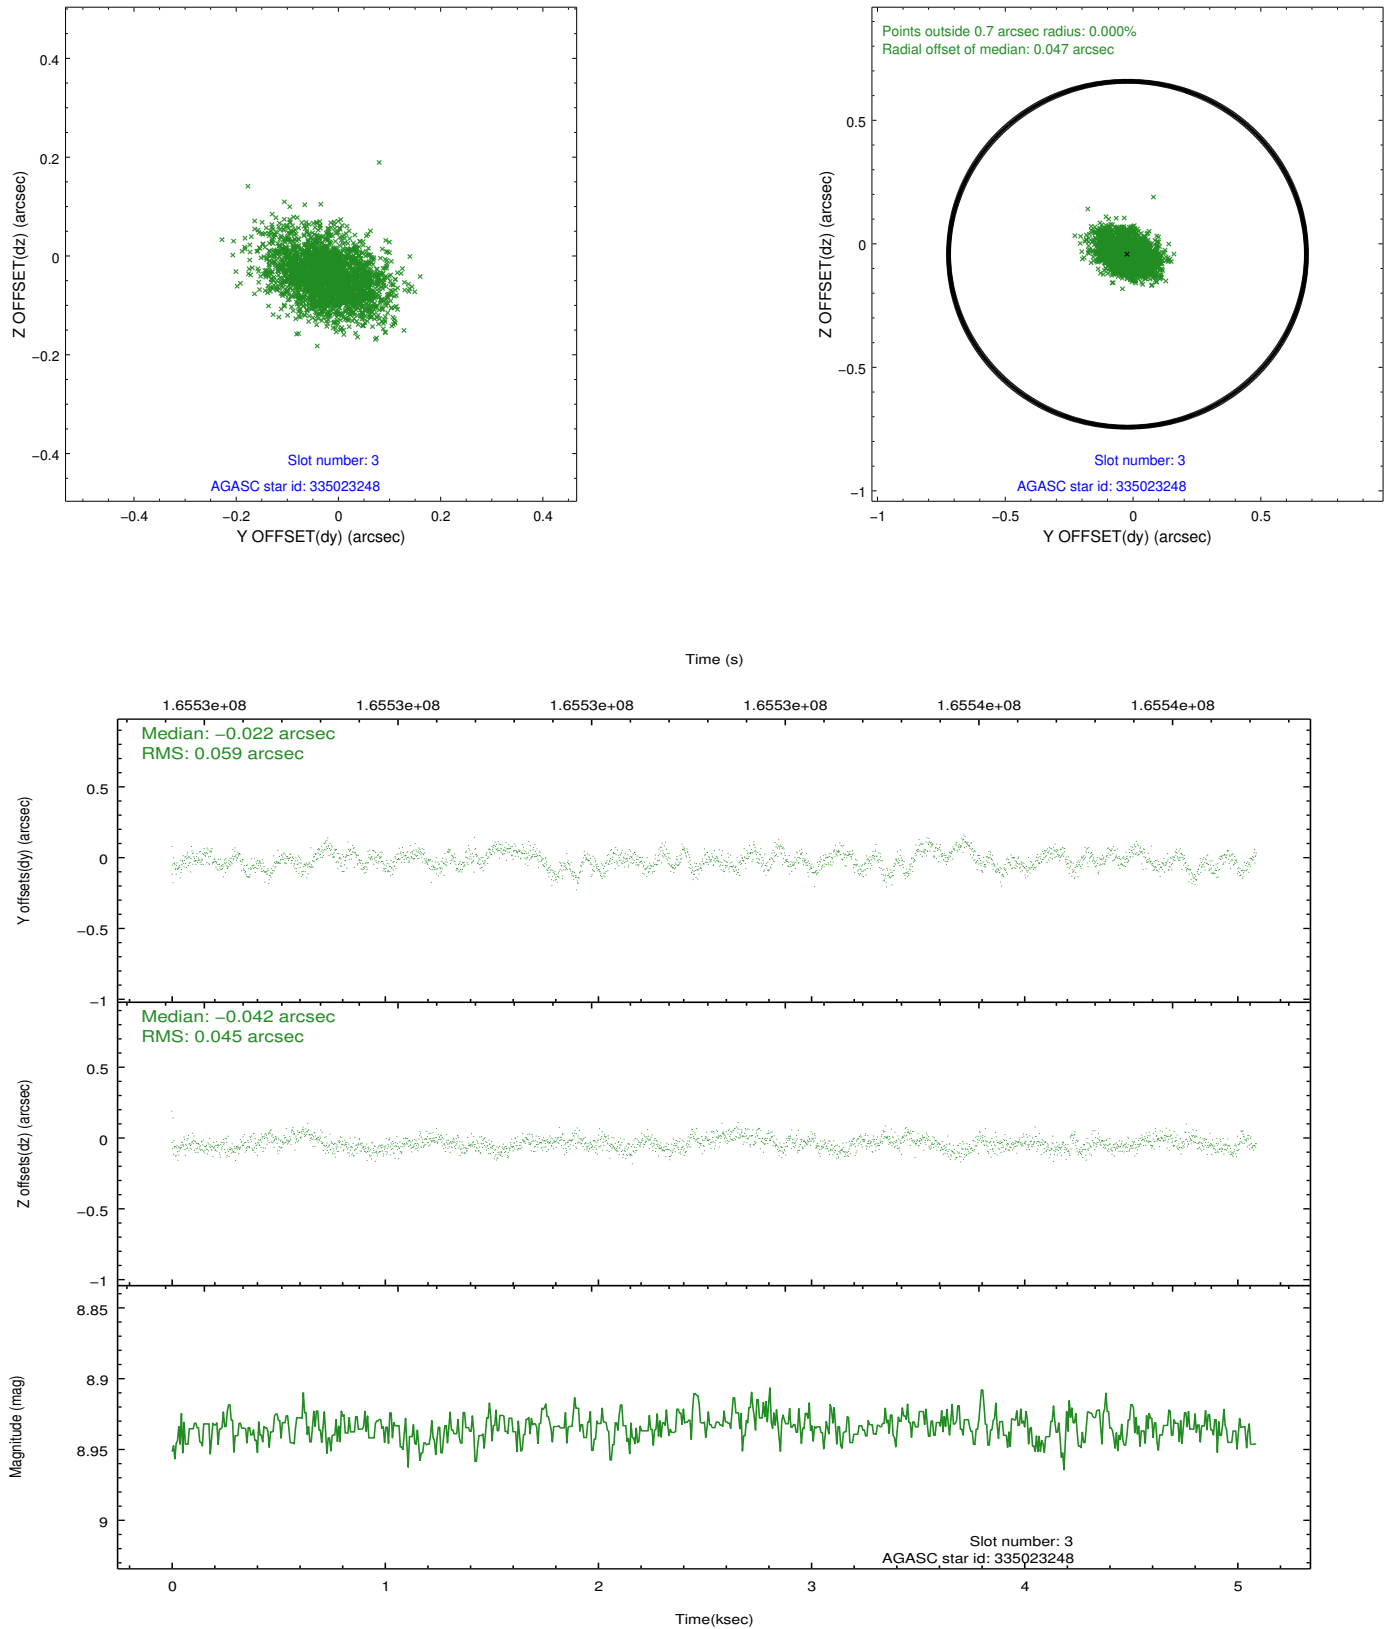 0.4
0.2
0
−0.2
−0.4
Z OFFSET(dz) (arcsec)
Slot number: 3
AGASC star id: 335023248
−0.4 −0.2 0 0.2 0.4
Y OFFSET(dy) (arcsec)
Points outside 0.7 arcsec radius: 0.000%
Radial offset of median: 0.047 arcsec
0.5
0
−0.5
−1
Z OFFSET(dz) (arcsec)
Slot number: 3
AGASC star id: 335023248
−1 −0.5 0 0.5
Y OFFSET(dy) (arcsec)
Time (s)
1.6553e+08 1.6553e+08 1.6553e+08 1.6553e+08 1.6554e+08 1.6554e+08
Median: −0.022 arcsec
RMS: 0.059 arcsec
0.5
0
−0.5
−1
Y offsets(dy) (arcsec)
Median: −0.042 arcsec
RMS: 0.045 arcsec
0.5
0
−0.5
−1
Z offsets(dz) (arcsec)
8.85
8.9
8.95
9
Magnitude (mag)
Slot number: 3
AGASC star id: 335023248
0 1 2 3 4 5
Time(ksec)